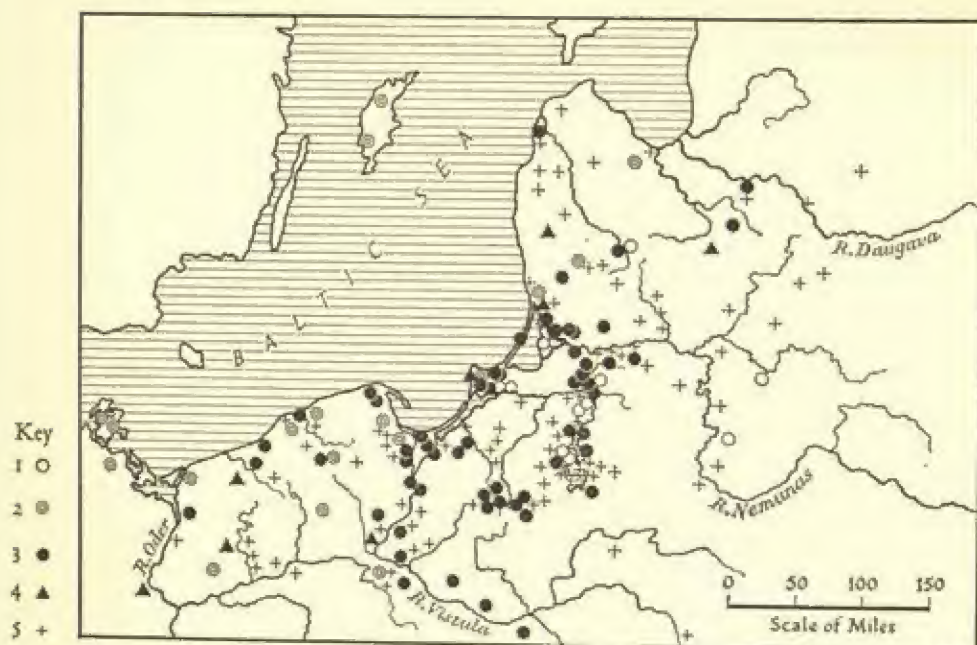 BALTIC SEA
R. Daugava
R. Nemunas
R. Oder
R. Vistula
Key
1
2
3
4
5 +
0 50 100 150
Scale of Miles